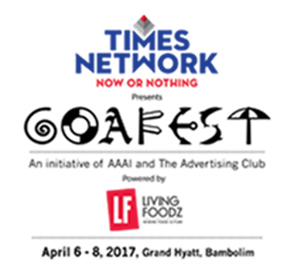 TIMES
NETWORK
NOW OR NOTHING
Presents
GOAFEST
An initiative of AAAI and The Advertising Club
Powered by
LF
LIVING
FOODZ
April 6 - 8, 2017, Grand Hyatt, Bambolim